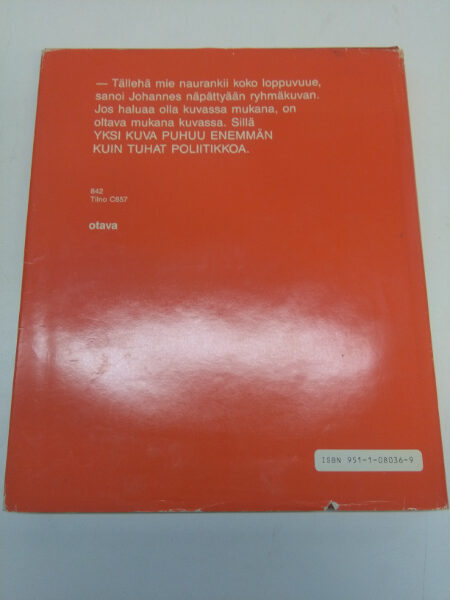 — Tällehä mie naurankii koko loppuvuue,
sanoi Johannes näpättyään ryhmäkuvan.
Jos haluaa olla kuvassa mukana, on
oltava mukana kuvassa. Sillä
YKSI KUVA PUHUU ENEMMÄN
KUIN TUHAT POLIITIKKOA.
842
Tilno C857
otava
ISBN 951-1-08036-9